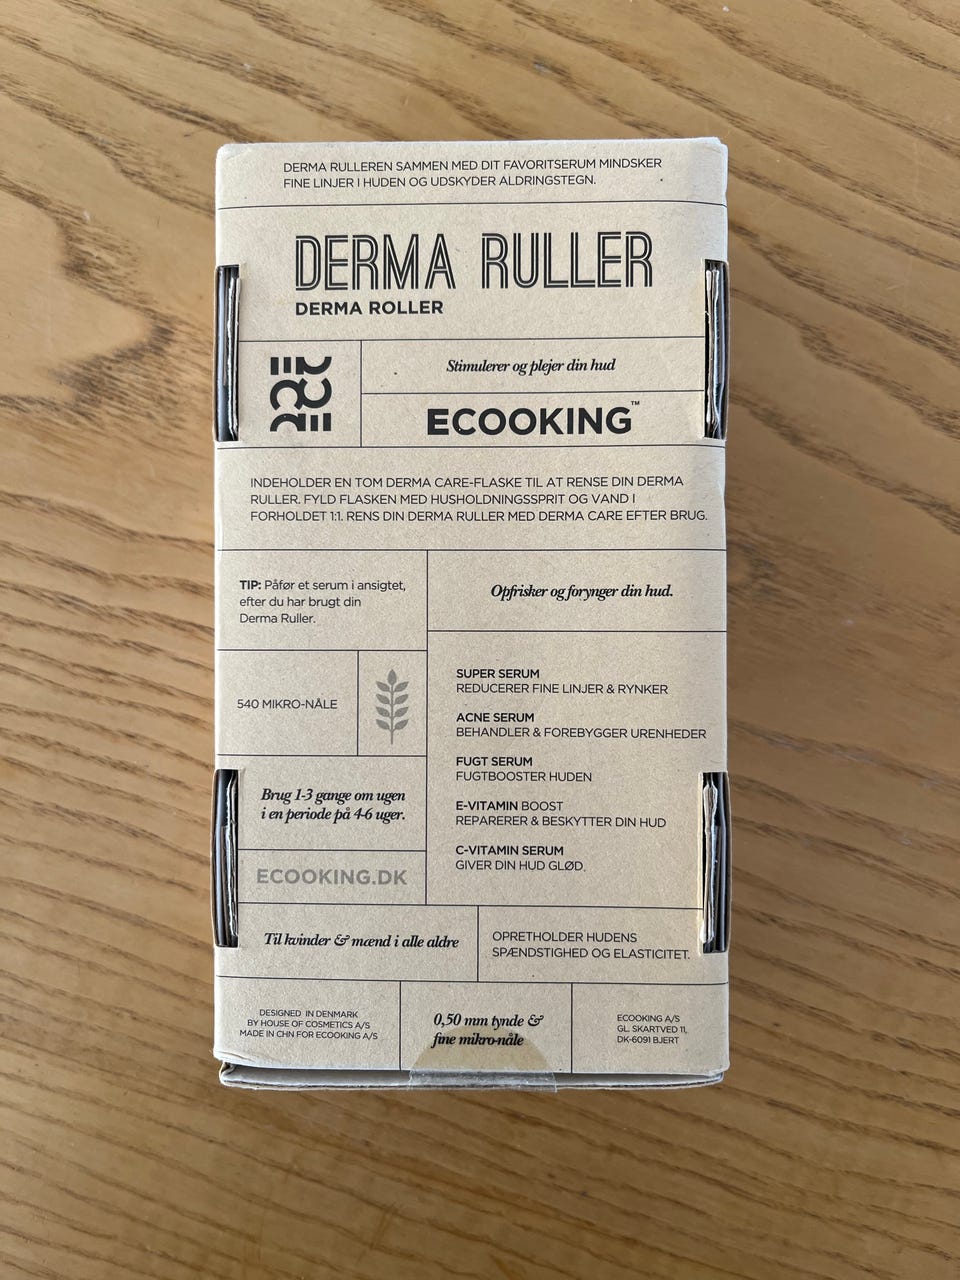 DERMA RULLEREN SAMMEN MED DIT FAVORITSERUM MINDSKER
FINE LINJER I HUDEN OG UDSKYDER ALDRINGSTEGN.
DERMA RULLER
DERMA ROLLER
Stimulerer og plejer din hud
ECOOKING™
INDEHOLDER EN TOM DERMA CARE-FLASKE TIL AT RENSE DIN DERMA
RULLER. FYLD FLASKEN MED HUSHOLDNINGSSPRIT OG VAND I
FORHOLDET 1:1. RENS DIN DERMA RULLER MED DERMA CARE EFTER BRUG.
TIP: Påfør et serum i ansigtet,
efter du har brugt din
Derma Ruller.
Opfrisker og forynger din hud.
540 MIKRO-NÅLE
SUPER SERUM
REDUCERER FINE LINJER & RYNKER
ACNE SERUM
BEHANDLER & FOREBYGGER URENHEDER
FUGT SERUM
FUGTBOOSTER HUDEN
E-VITAMIN BOOST
REPARERER & BESKYTTER DIN HUD
C-VITAMIN SERUM
GIVER DIN HUD GLØD.
Brug 1-3 gange om ugen
i en periode på 4-6 uger.
ECOOKING.DK
Til kvinder & mænd i alle aldre
OPRETHOLDER HUDENS
SPÆNDSTIGHED OG ELASTICITET.
DESIGNED IN DENMARK
BY HOUSE OF COSMETICS A/S
MADE IN CHN FOR ECOOKING A/S
0,50 mm tynde &
fine mikro-nåle
ECOOKING A/S
GL. SKARTVED 11,
DK-6091 BJERT